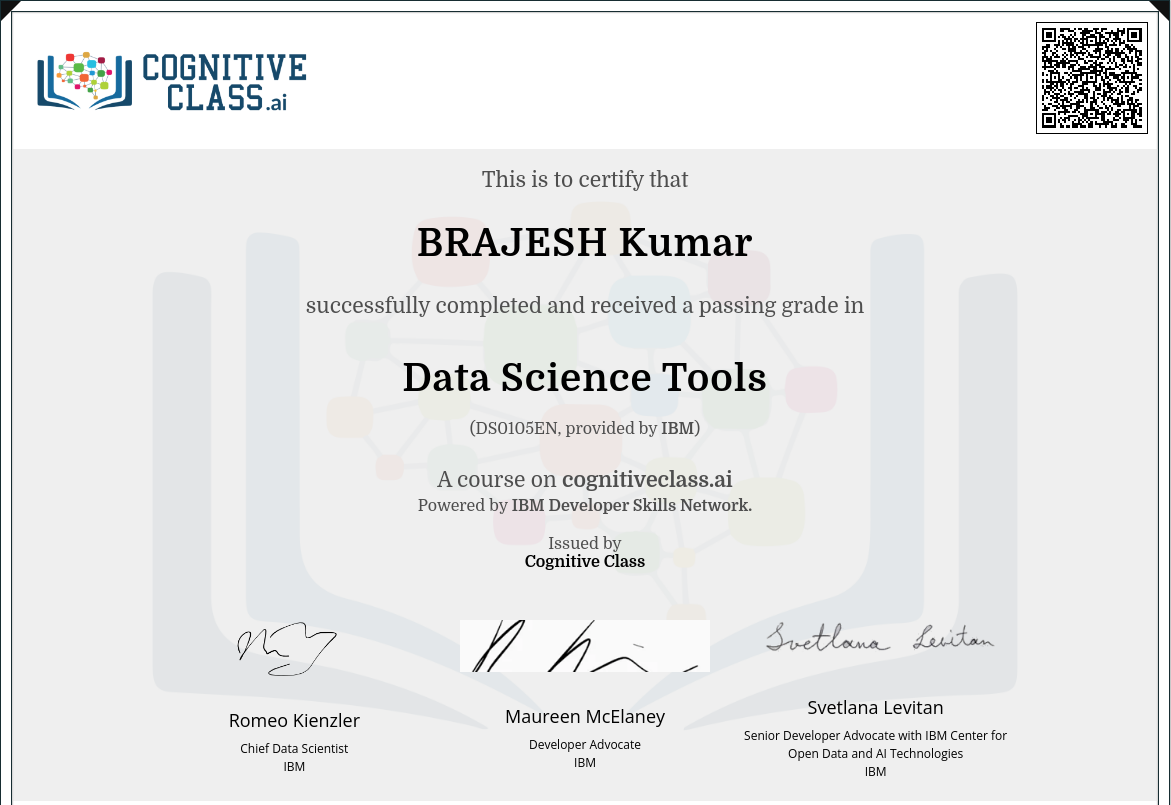 COGNITIVE
CLASS.ai
This is to certify that
BRAJESH Kumar
successfully completed and received a passing grade in
Data Science Tools
(DS0105EN, provided by IBM)
A course on cognitiveclass.ai
Powered by IBM Developer Skills Network.
Issued by
Cognitive Class
Svetlana Levitan
Romeo Kienzler
Chief Data Scientist
IBM
Maureen McElaney
Developer Advocate
IBM
Svetlana Levitan
Senior Developer Advocate with IBM Center for
Open Data and AI Technologies
IBM